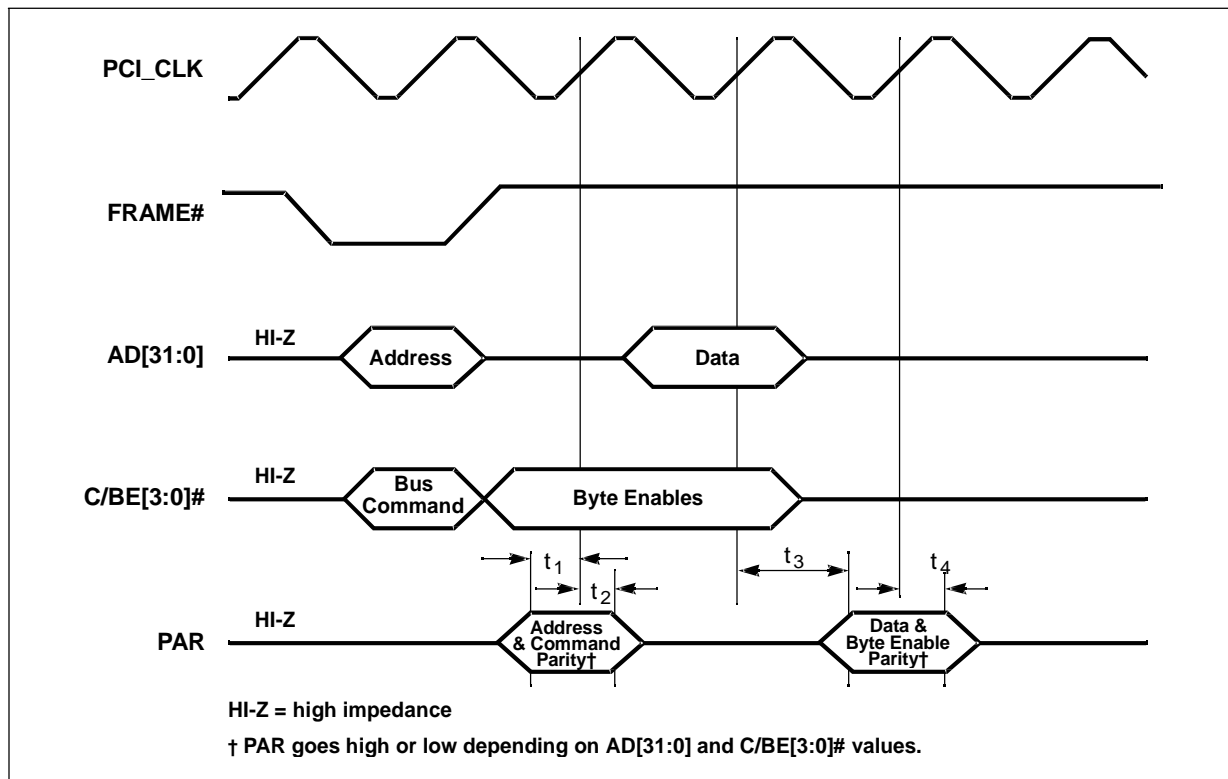 PCI_CLK
FRAME#
AD[31:0]
HI-Z
Address
Data
C/BE[3:0]#
HI-Z
Bus
Command
Byte Enables
t1
t2
t3
t4
PAR
HI-Z
Address
& Command
Parity†
Data &
Byte Enable
Parity†
HI-Z = high impedance
† PAR goes high or low depending on AD[31:0] and C/BE[3:0]# values.